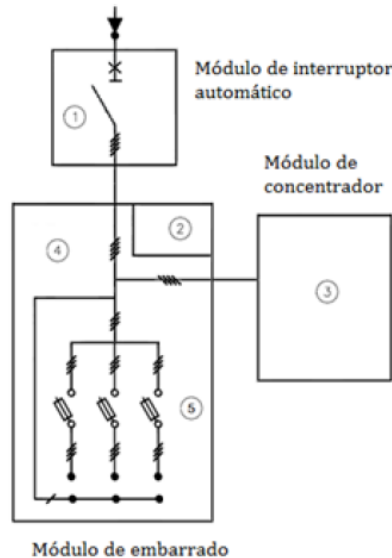 Módulo de interruptor
automático
1
Módulo de
concentrador
2
4
3
5
Módulo de embarrado